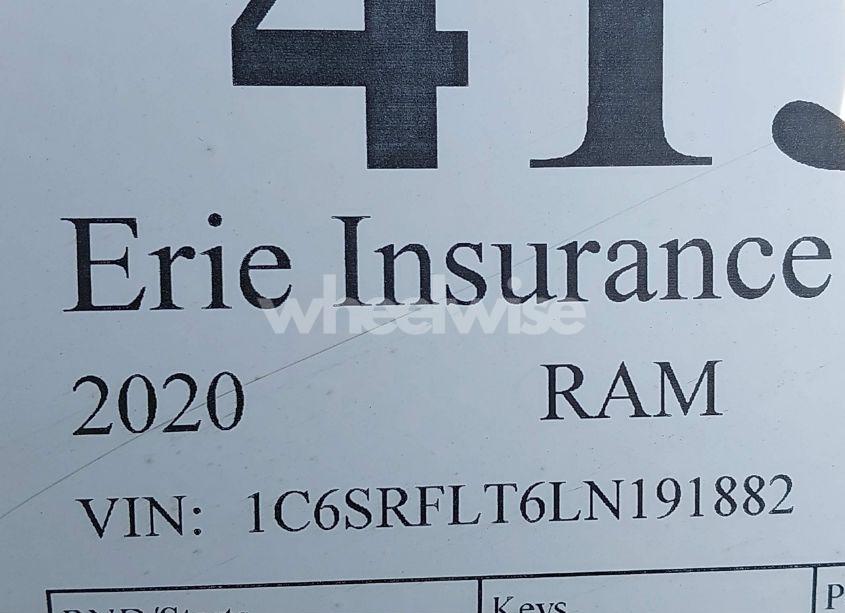 41
Erie Insurance
wheelwise
2020 RAM
VIN: 1C6SRFLT6LN191882
Keys
P